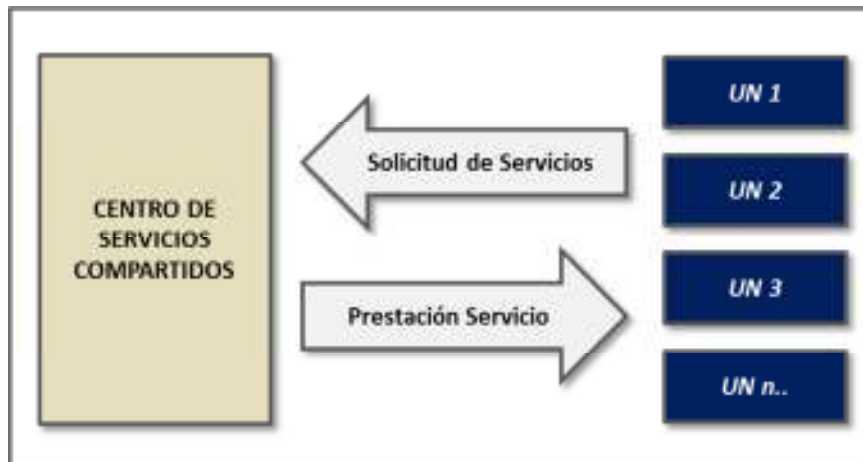 CENTRO DE
SERVICIOS
COMPARTIDOS
Solicitud de Servicios
Prestación Servicio
UN 1
UN 2
UN 3
UN n..